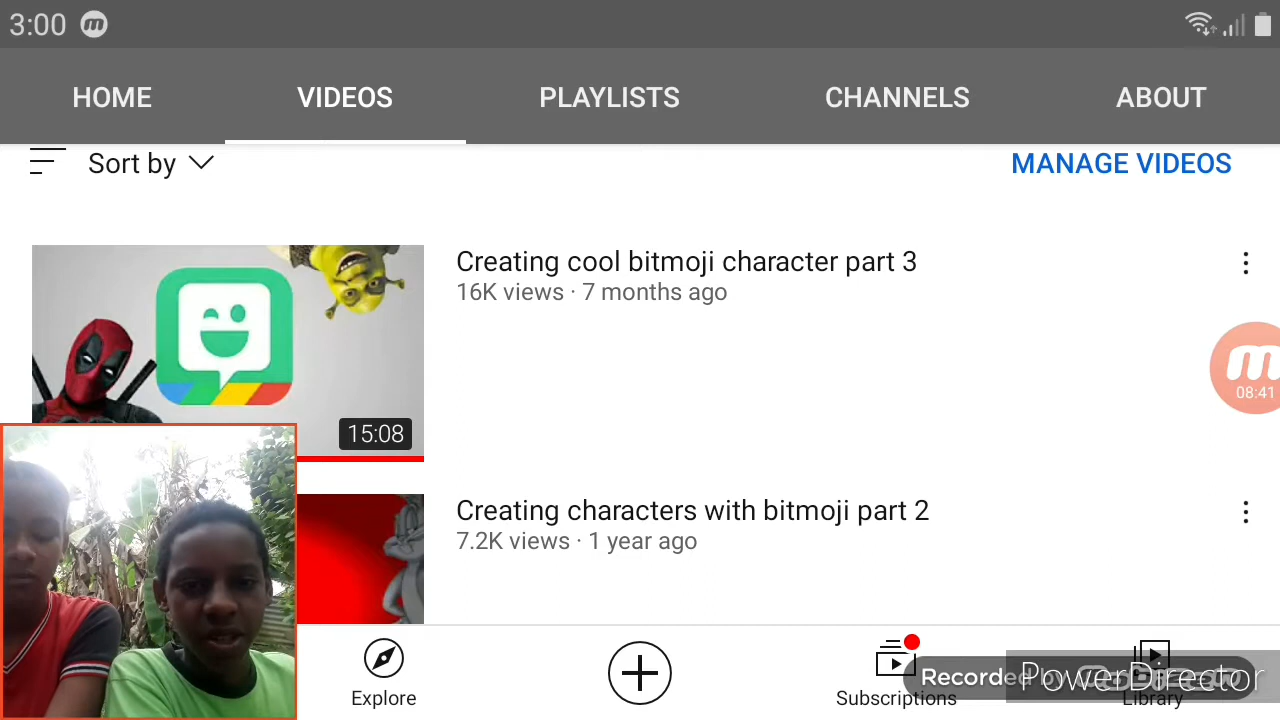 3:00
HOME VIDEOS PLAYLISTS CHANNELS ABOUT
Sort by MANAGE VIDEOS
Creating cool bitmoji character part 3
16K views · 7 months ago
15:08
08:41
Creating characters with bitmoji part 2
7.2K views · 1 year ago
Explore
Subscriptions
Library
Recorded
PowerDirector